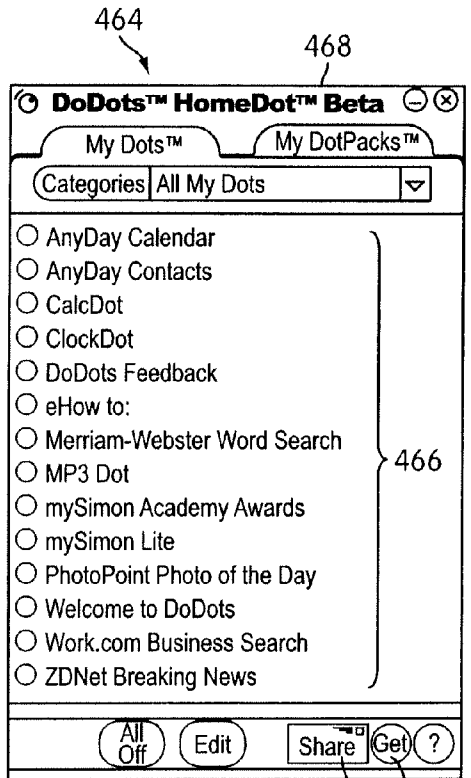 464
468
DoDots™ HomeDot™ Beta
My Dots™ My DotPacks™
Categories All My Dots
AnyDay Calendar
AnyDay Contacts
CalcDot
ClockDot
DoDots Feedback
eHow to:
Merriam-Webster Word Search
MP3 Dot
466
mySimon Academy Awards
mySimon Lite
PhotoPoint Photo of the Day
Welcome to DoDots
Work.com Business Search
ZDNet Breaking News
All Off Edit Share Get ?